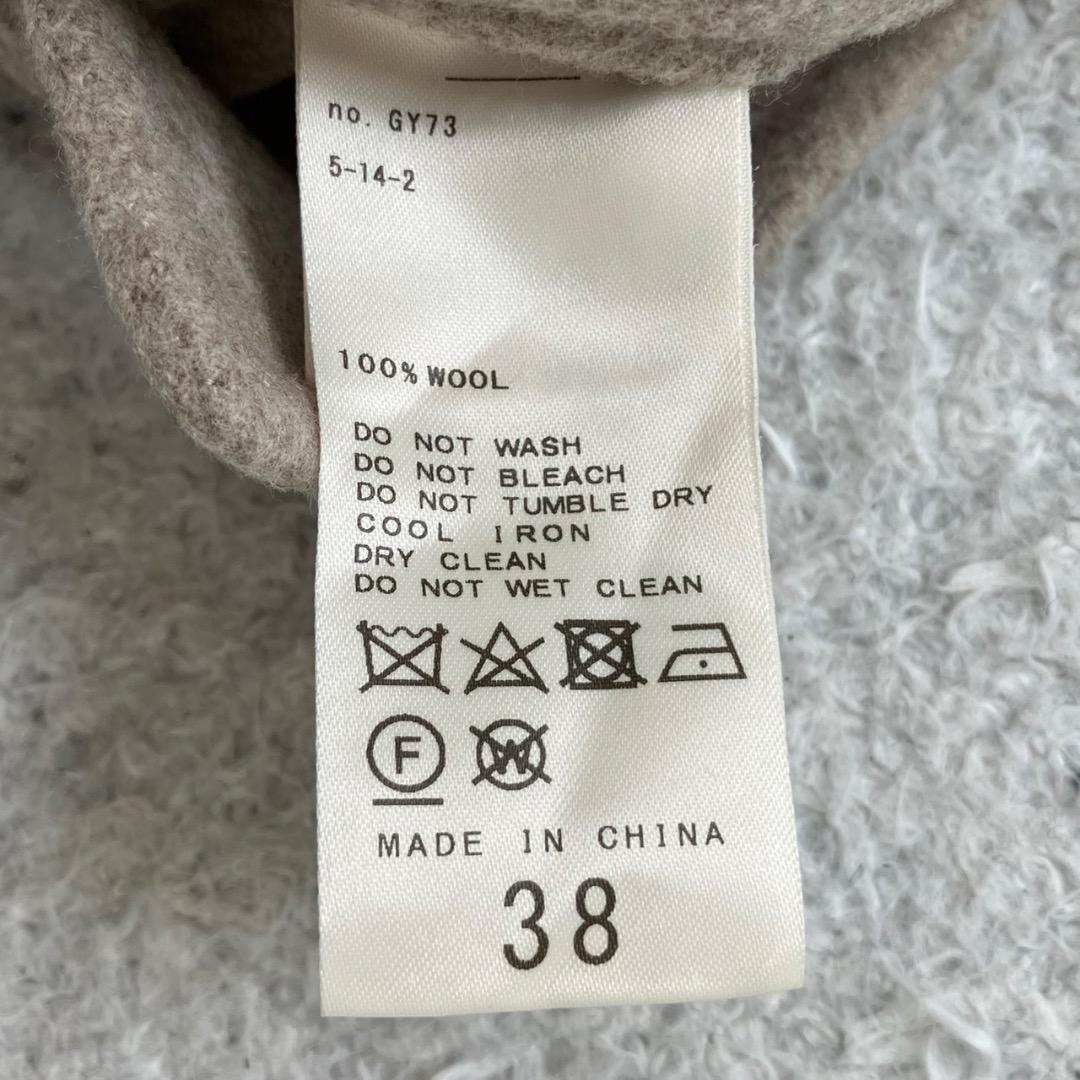 no. GY73
5-14-2
100% WOOL
DO NOT WASH
DO NOT BLEACH
DO NOT TUMBLE DRY
COOL IRON
DRY CLEAN
DO NOT WET CLEAN
F W
MADE IN CHINA
38